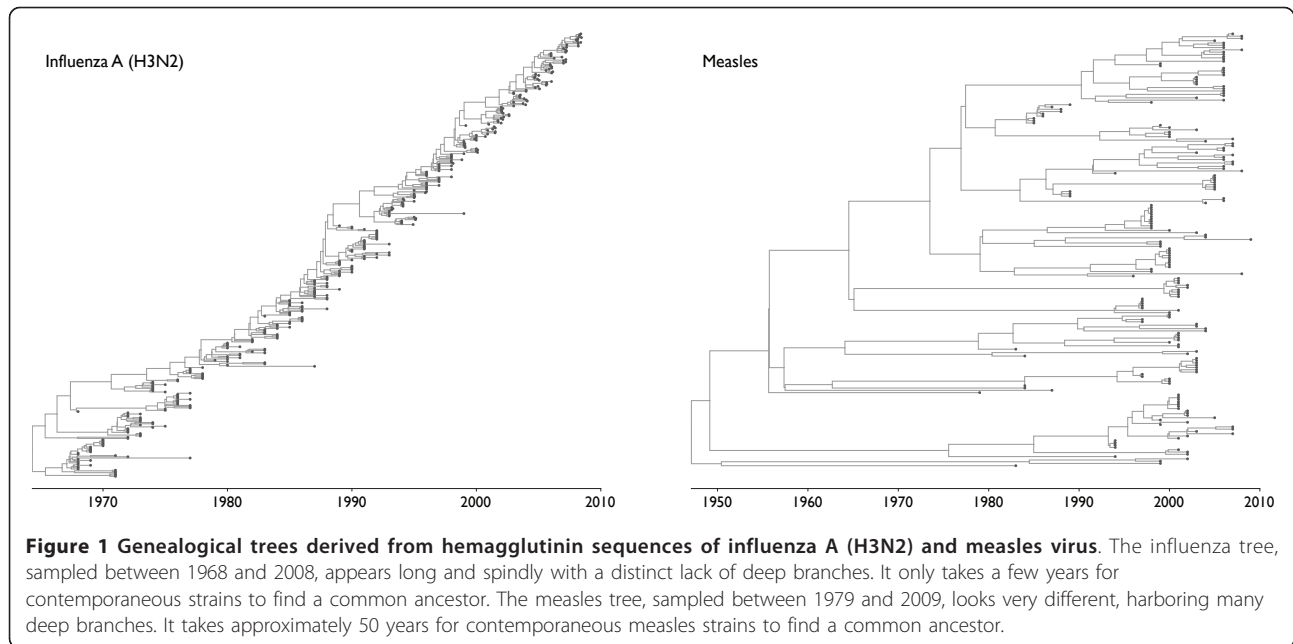 Influenza A (H3N2)
Measles
1970 1980 1990 2000 2010
1950 1960 1970 1980 1990 2000 2010
Figure 1 Genealogical trees derived from hemagglutinin sequences of influenza A (H3N2) and measles virus. The influenza tree,
sampled between 1968 and 2008, appears long and spindly with a distinct lack of deep branches. It only takes a few years for
contemporaneous strains to find a common ancestor. The measles tree, sampled between 1979 and 2009, looks very different, harboring many
deep branches. It takes approximately 50 years for contemporaneous measles strains to find a common ancestor.